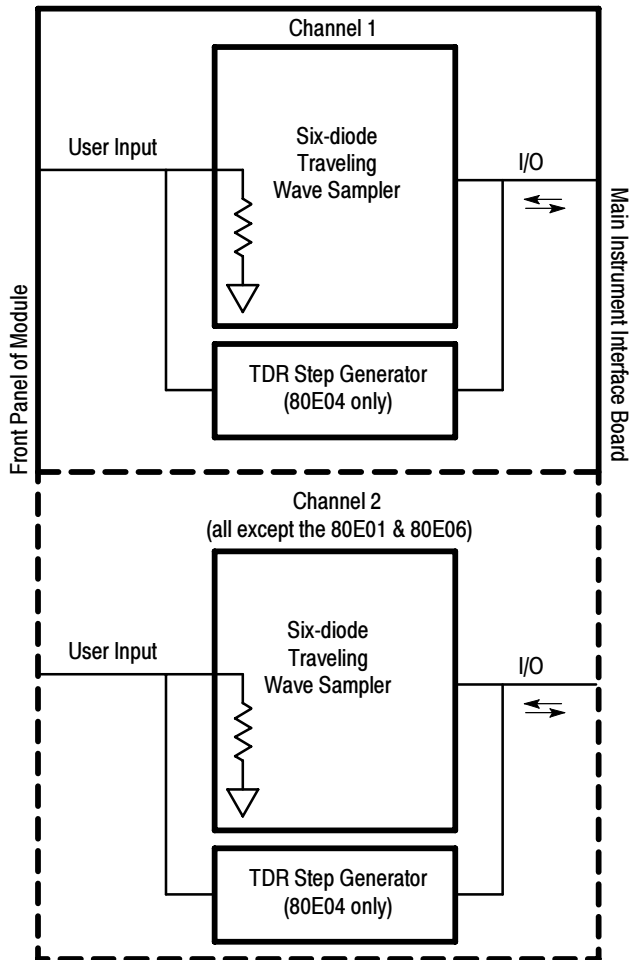 Channel 1
User Input
Six-diode
Traveling
Wave Sampler
I/O
Front Panel of Module
Main Instrument Interface Board
TDR Step Generator
(80E04 only)
Channel 2
(all except the 80E01 & 80E06)
User Input
Six-diode
Traveling
Wave Sampler
I/O
TDR Step Generator
(80E04 only)